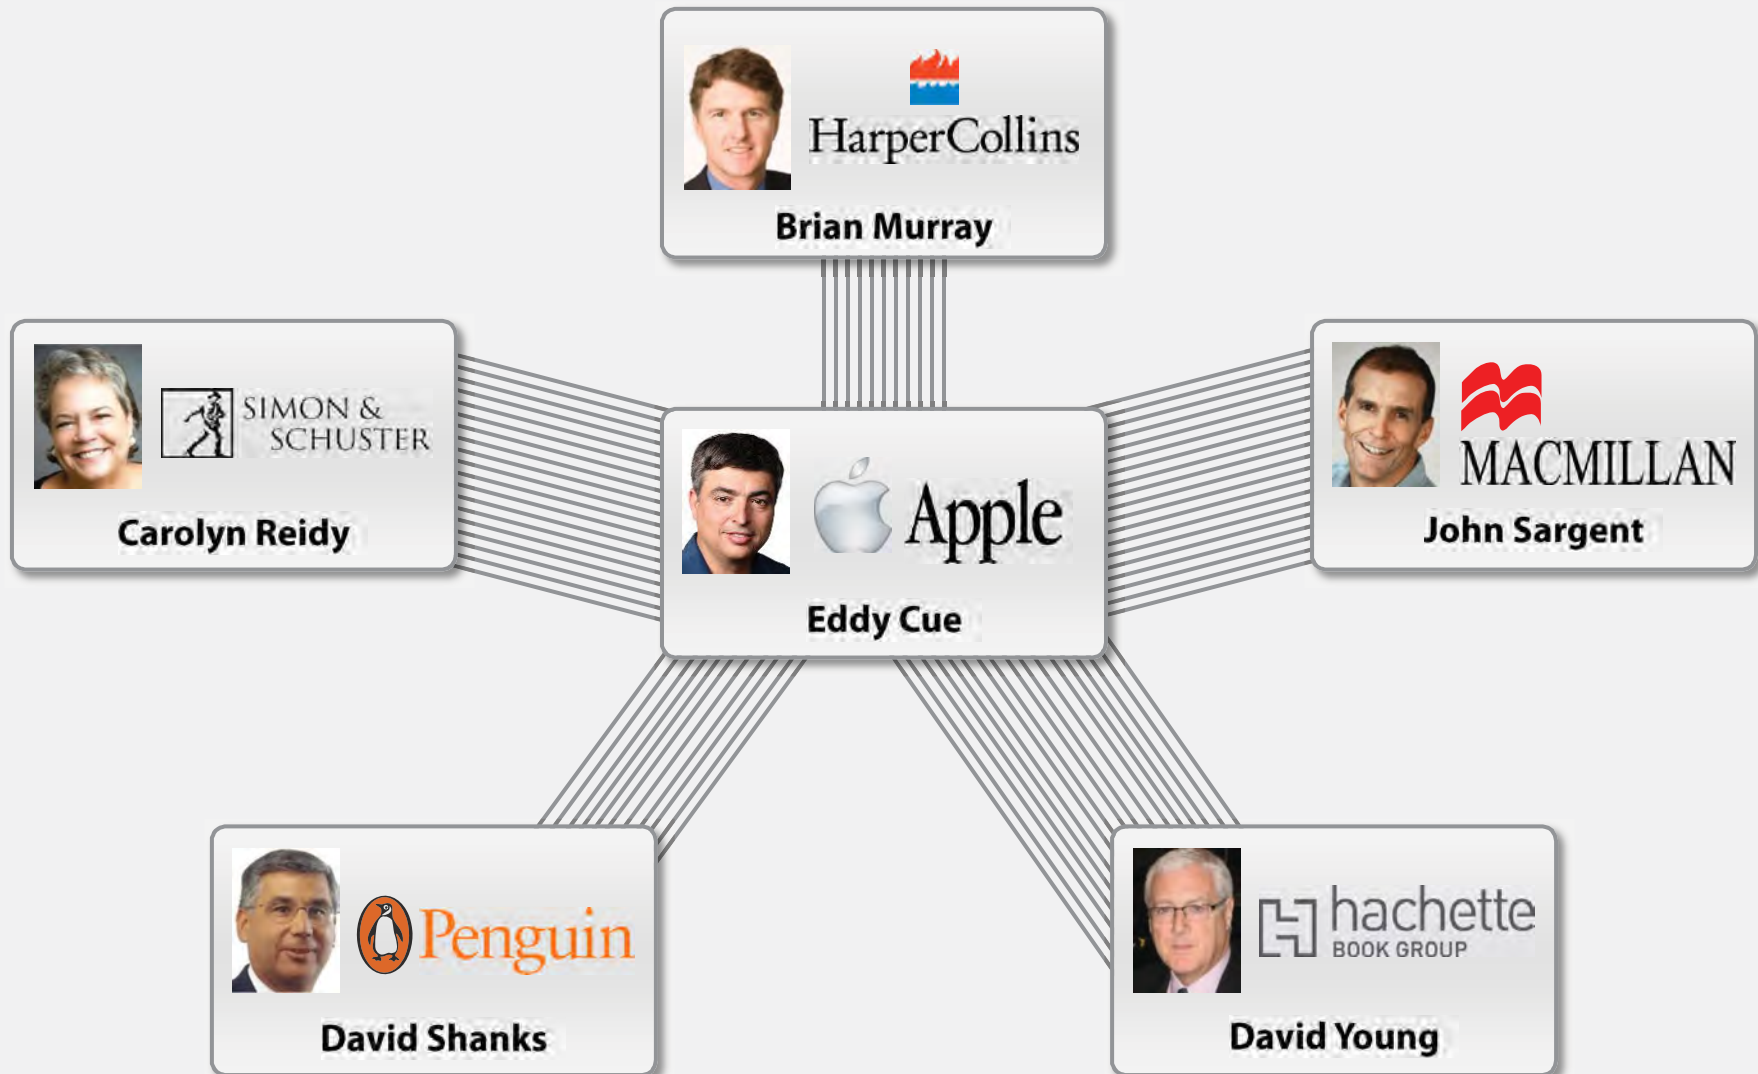 HarperCollins
Brian Murray
SIMON &
SCHUSTER
Carolyn Reidy
Apple
Eddy Cue
MACMILLAN
John Sargent
Penguin
David Shanks
hachette
BOOK GROUP
David Young